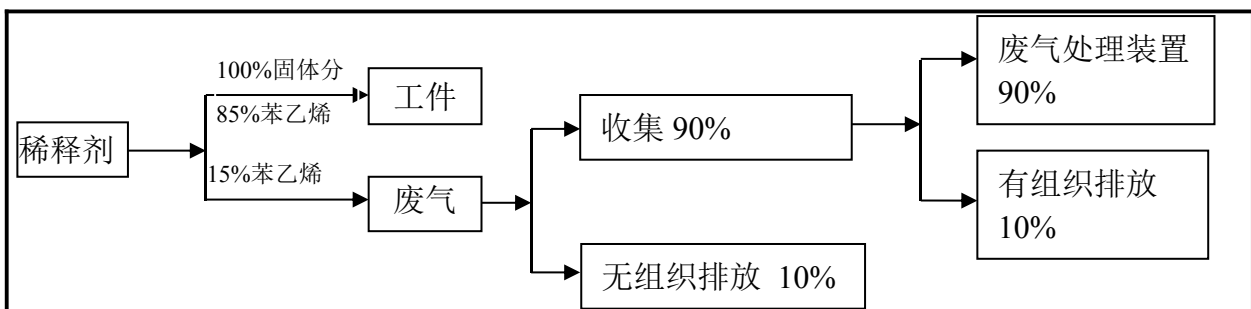 稀释剂
100%固体分
85%苯乙烯
15%苯乙烯
工件
废气
收集 90%
无组织排放 10%
废气处理装置
90%
有组织排放
10%